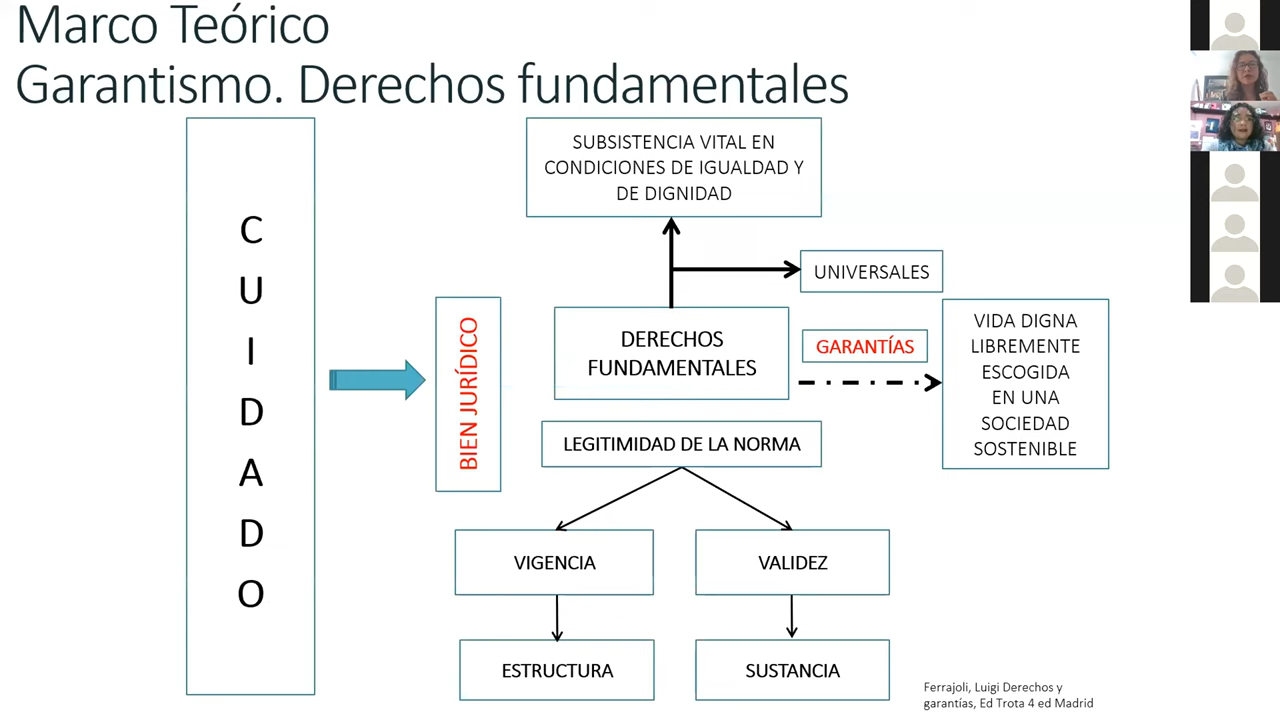 Marco Teórico
Garantismo. Derechos fundamentales
C
U
I
D
A
D
O
BIEN JURÍDICO
SUBSISTENCIA VITAL EN
CONDICIONES DE IGUALDAD Y
DE DIGNIDAD
UNIVERSALES
DERECHOS
FUNDAMENTALES
GARANTÍAS
VIDA DIGNA
LIBREMENTE
ESCOGIDA
EN UNA
SOCIEDAD
SOSTENIBLE
LEGITIMIDAD DE LA NORMA
VIGENCIA
VALIDEZ
ESTRUCTURA
SUSTANCIA
Ferrajoli, Luigi Derechos y
garantías, Ed Trota 4 ed Madrid